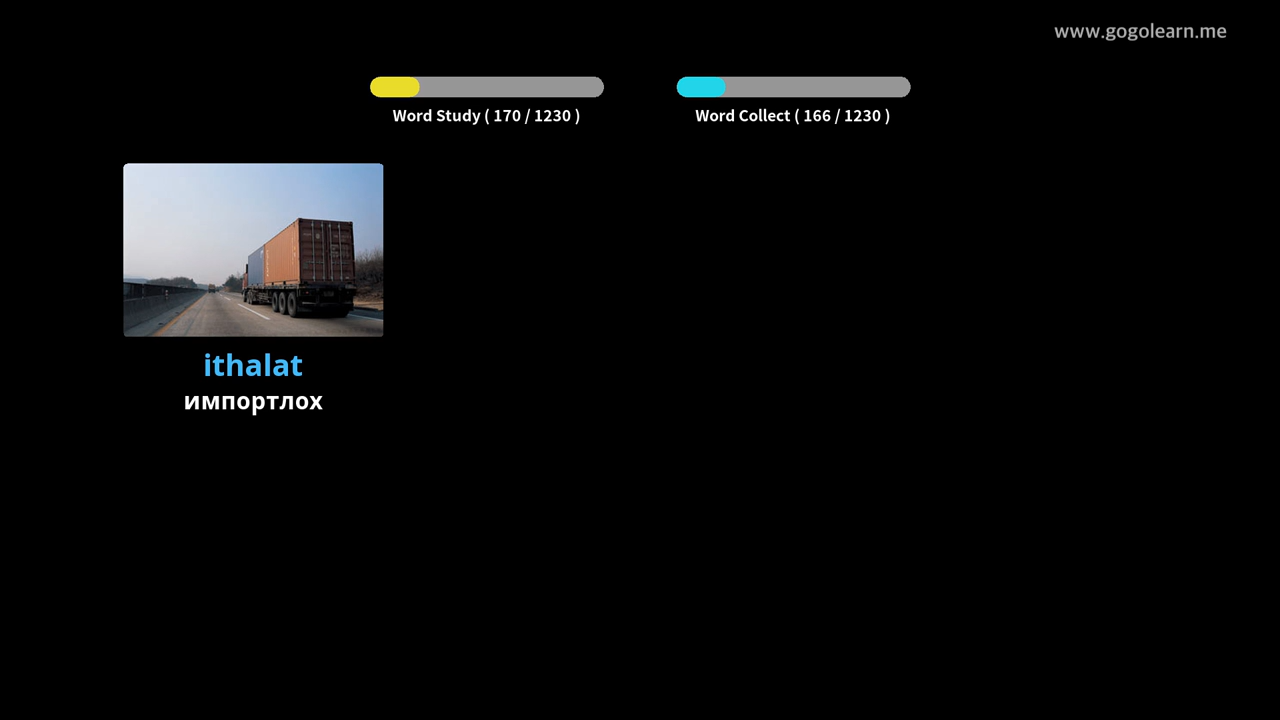 www.gogolearn.me
Word Study ( 170 / 1230 )
Word Collect ( 166 / 1230 )
ithalat
импортлох